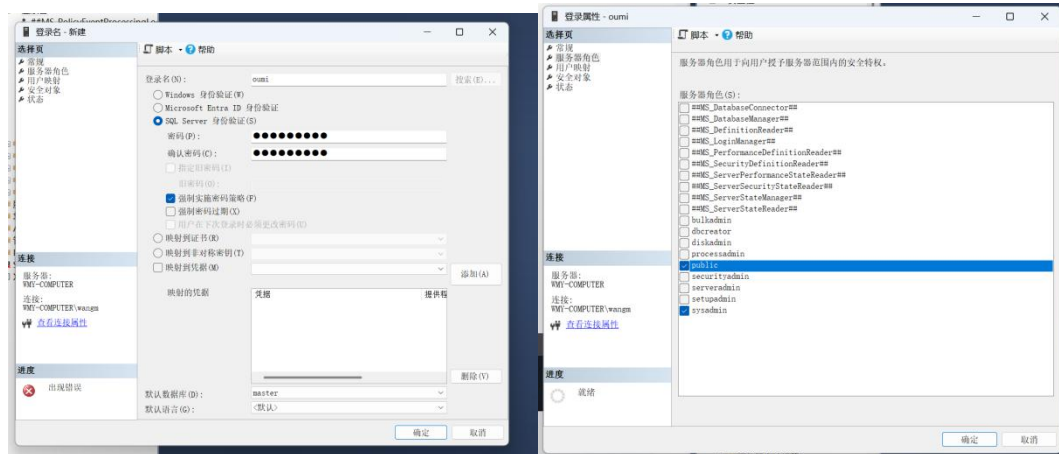 登录名 - 新建
选择页
常规
服务器角色
用户映射
安全对象
状态
脚本
帮助
登录名(N):
oumi
搜索(E)...
Windows 身份验证(W)
Microsoft Entra ID 身份验证
SQL Server 身份验证(S)
密码(P):
●●●●●●●●●
确认密码(C):
●●●●●●●●●
指定旧密码(I)
旧密码(O):
强制实施密码策略(F)
强制密码过期(X)
用户在下次登录时必须更改密码(U)
映射到证书(R)
映射到非对称密钥(T)
映射到凭据(M)
添加(A)
映射的凭据
凭据
提供程
删除(V)
默认数据库(D):
master
默认语言(G):
<默认>
连接
服务器:
WMY-COMPUTER
连接:
WMY-COMPUTER\wangm
查看连接属性
进度
出现错误
确定
取消
登录属性 - oumi
选择页
常规
服务器角色
用户映射
安全对象
状态
脚本
帮助
服务器角色用于向用户授予服务器范围内的安全特权。
服务器角色(S):
##MS_DatabaseConnector##
##MS_DatabaseManager##
##MS_DefinitionReader##
##MS_LoginManager##
##MS_PerformanceDefinitionReader##
##MS_SecurityDefinitionReader##
##MS_ServerPerformanceStateReader##
##MS_ServerSecurityStateReader##
##MS_ServerStateManager##
##MS_ServerStateReader##
bulkadmin
dbcreator
diskadmin
processadmin
public
securityadmin
serveradmin
setupadmin
sysadmin
连接
服务器:
WMY-COMPUTER
连接:
WMY-COMPUTER\wangm
查看连接属性
进度
就绪
确定
取消